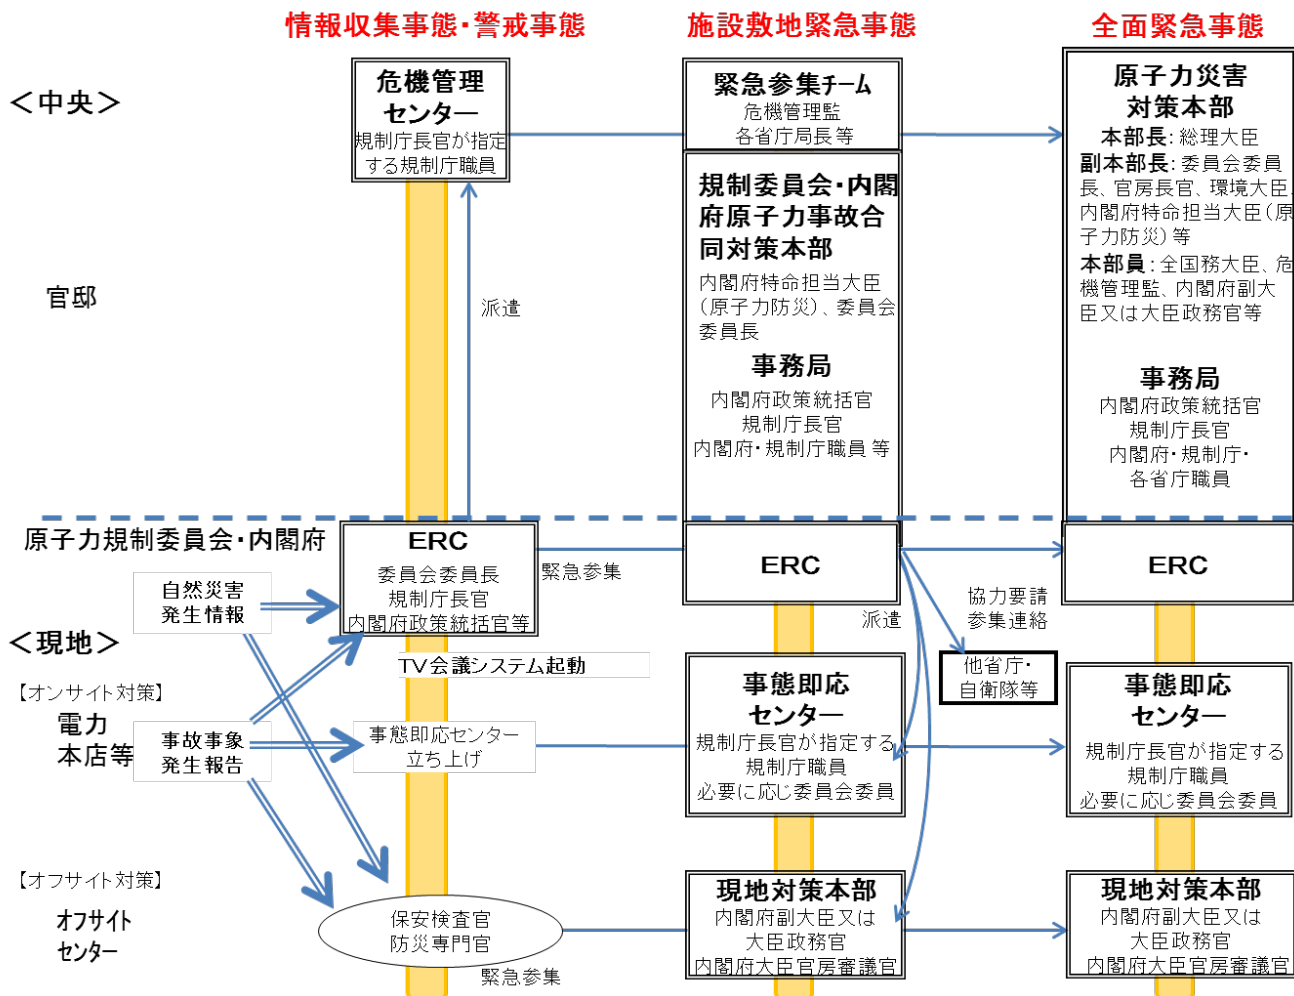 情報収集事態・警戒事態
施設敷地緊急事態
全面緊急事態
＜中央＞
官邸
危機管理
センター
規制庁長官が指定
する規制庁職員
派遣
緊急参集チーム
危機管理監
各省庁局長等
規制委員会・内閣
府原子力事故合
同対策本部
内閣府特命担当大臣
（原子力防災）、委員会
委員長
事務局
内閣府政策統括官
規制庁長官
内閣府・規制庁職員 等
原子力災害
対策本部
本部長：総理大臣
副本部長：委員会委員
長、官房長官、環境大臣、
内閣府特命担当大臣（原
子力防災）等
本部員：全国務大臣、危
機管理監、内閣府副大
臣又は大臣政務官等
事務局
内閣府政策統括官
規制庁長官
内閣府・規制庁・
各省庁職員
原子力規制委員会・内閣府
自然災害
発生情報
ERC
委員会委員長
規制庁長官
内閣府政策統括官等
緊急参集
ERC
派遣
協力要請
参集連絡
他省庁・
自衛隊等
ERC
＜現地＞
TV会議システム起動
【オンサイト対策】
電力
本店等
事故事象
発生報告
事態即応センター
立ち上げ
事態即応
センター
規制庁長官が指定する
規制庁職員
必要に応じ委員会委員
事態即応
センター
規制庁長官が指定する
規制庁職員
必要に応じ委員会委員
【オフサイト対策】
オフサイト
センター
保安検査官
防災専門官
緊急参集
現地対策本部
内閣府副大臣又は
大臣政務官
内閣府大臣官房審議官
現地対策本部
内閣府副大臣又は
大臣政務官
内閣府大臣官房審議官